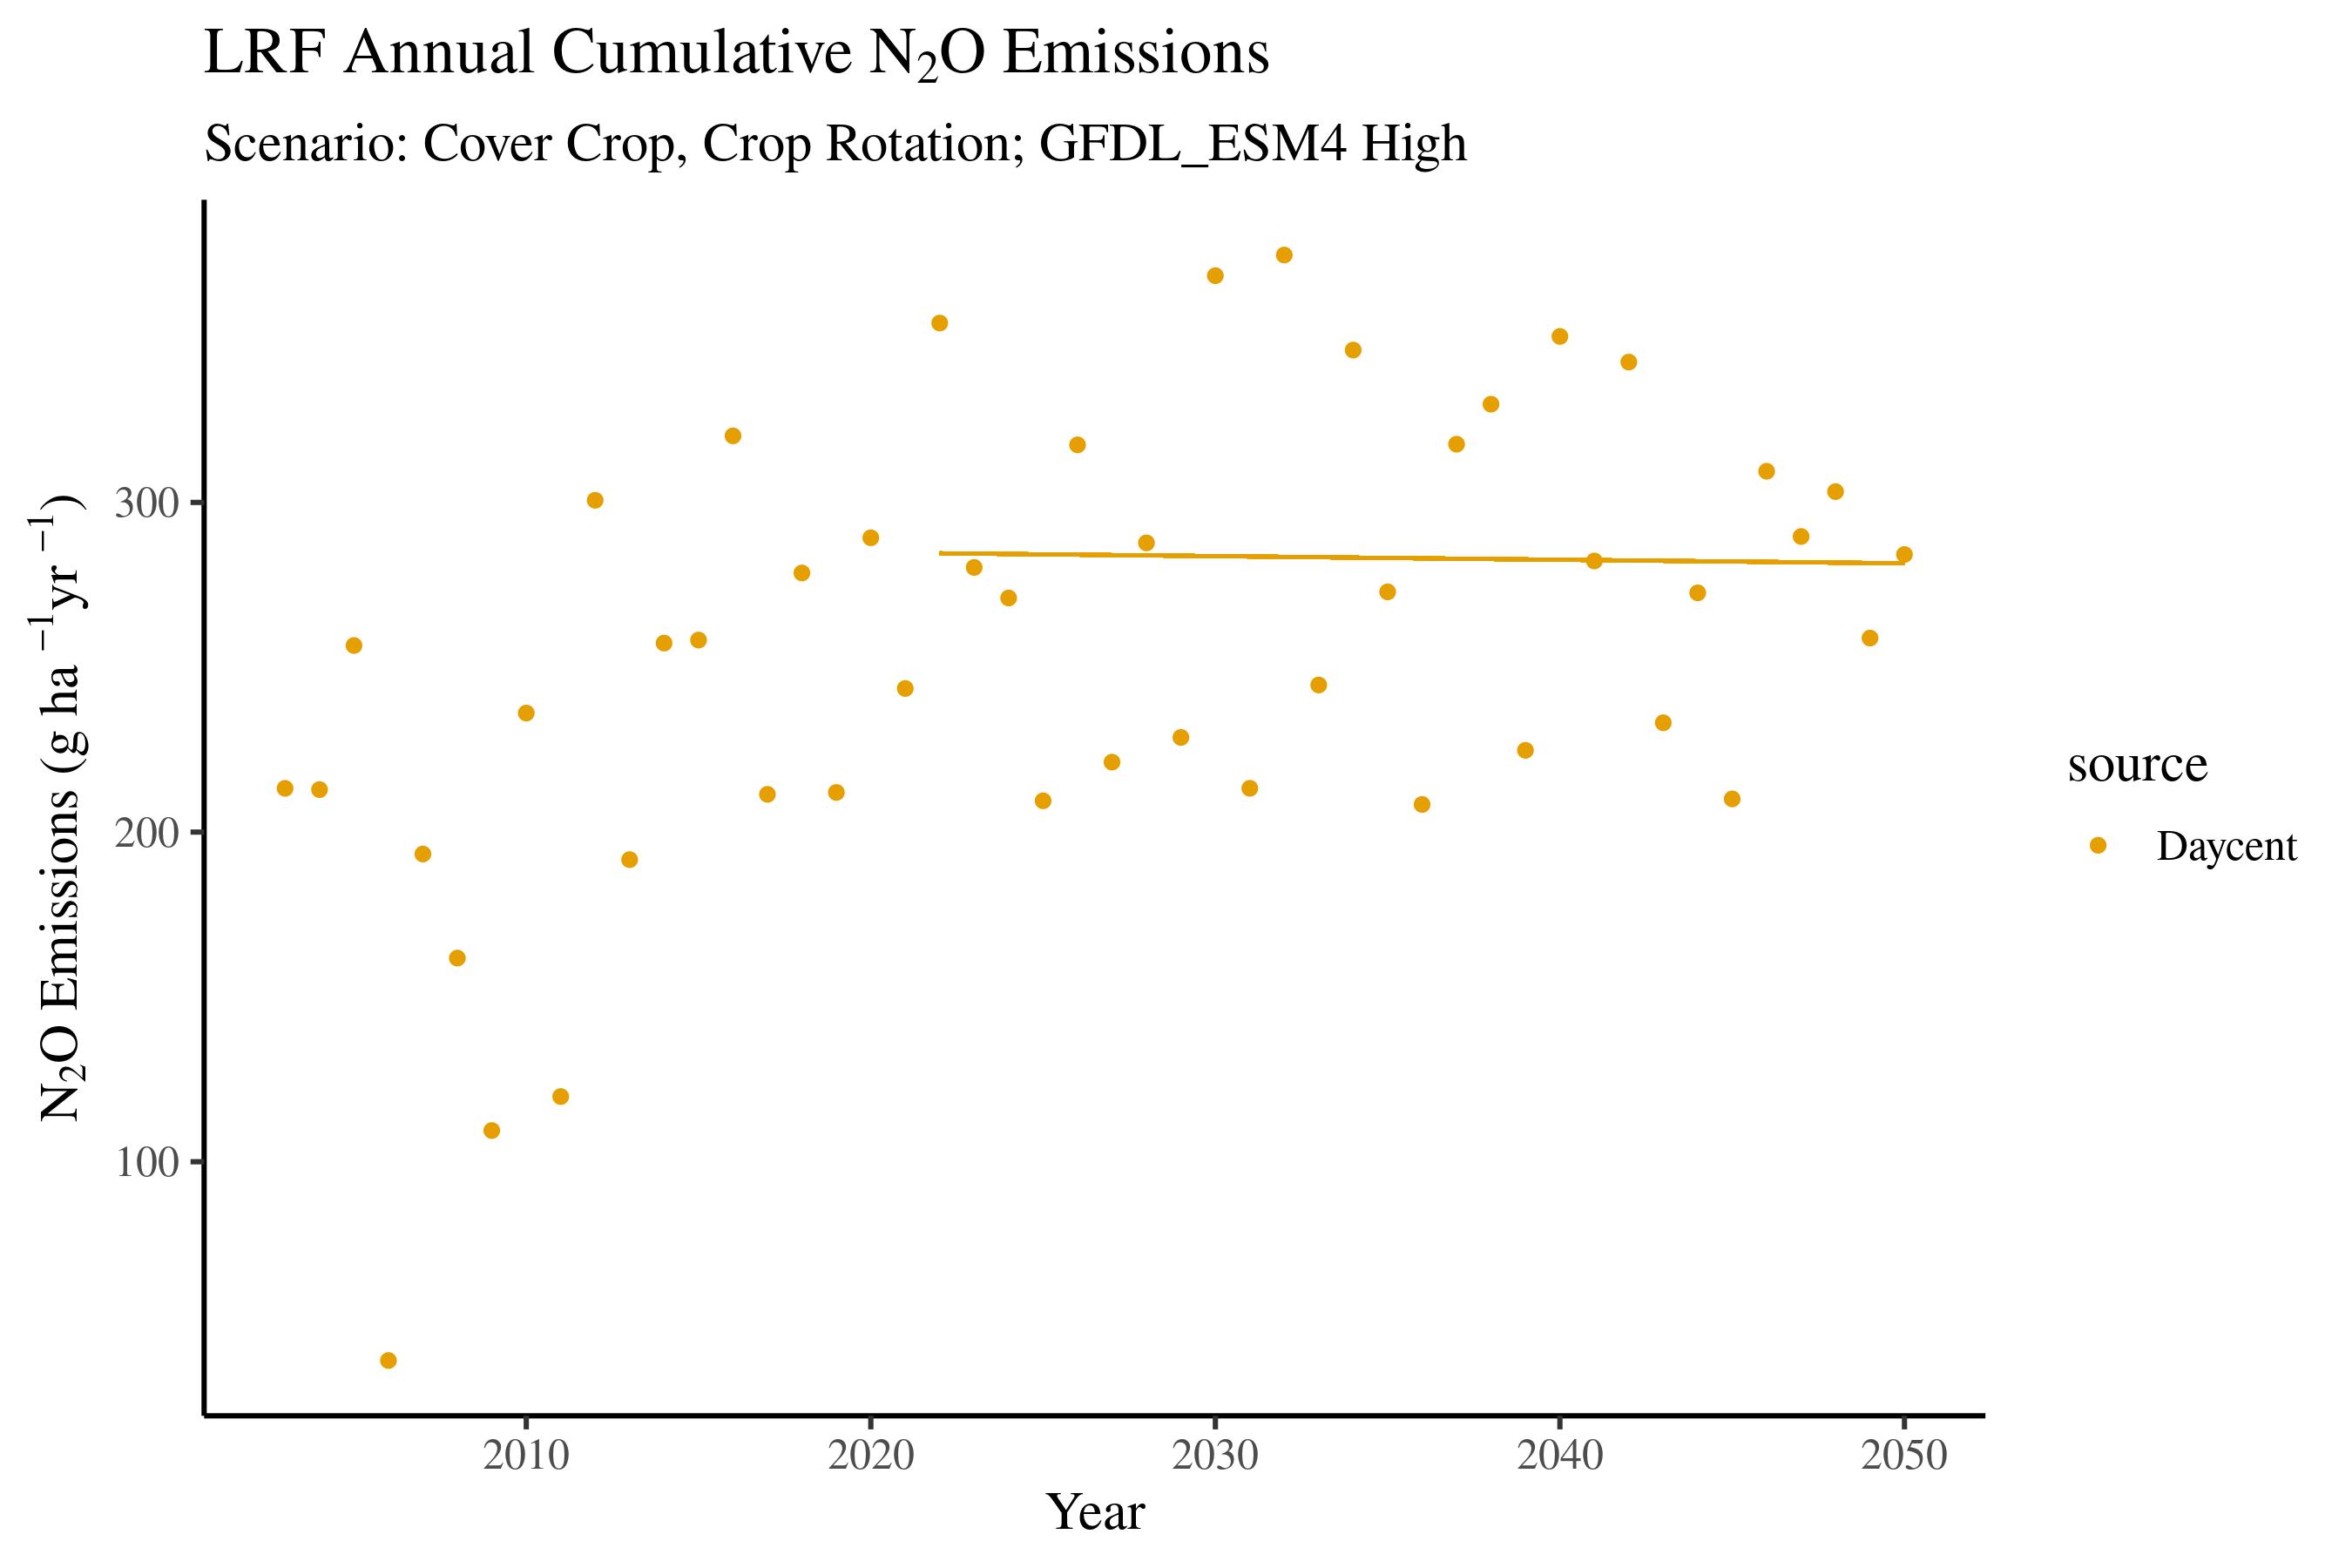 LRF Annual Cumulative N₂O Emissions
Scenario: Cover Crop, Crop Rotation; GFDL_ESM4 High
N₂O Emissions (g ha⁻¹yr⁻¹)
300
200
100
2010 2020 2030 2040 2050
Year
source
Daycent